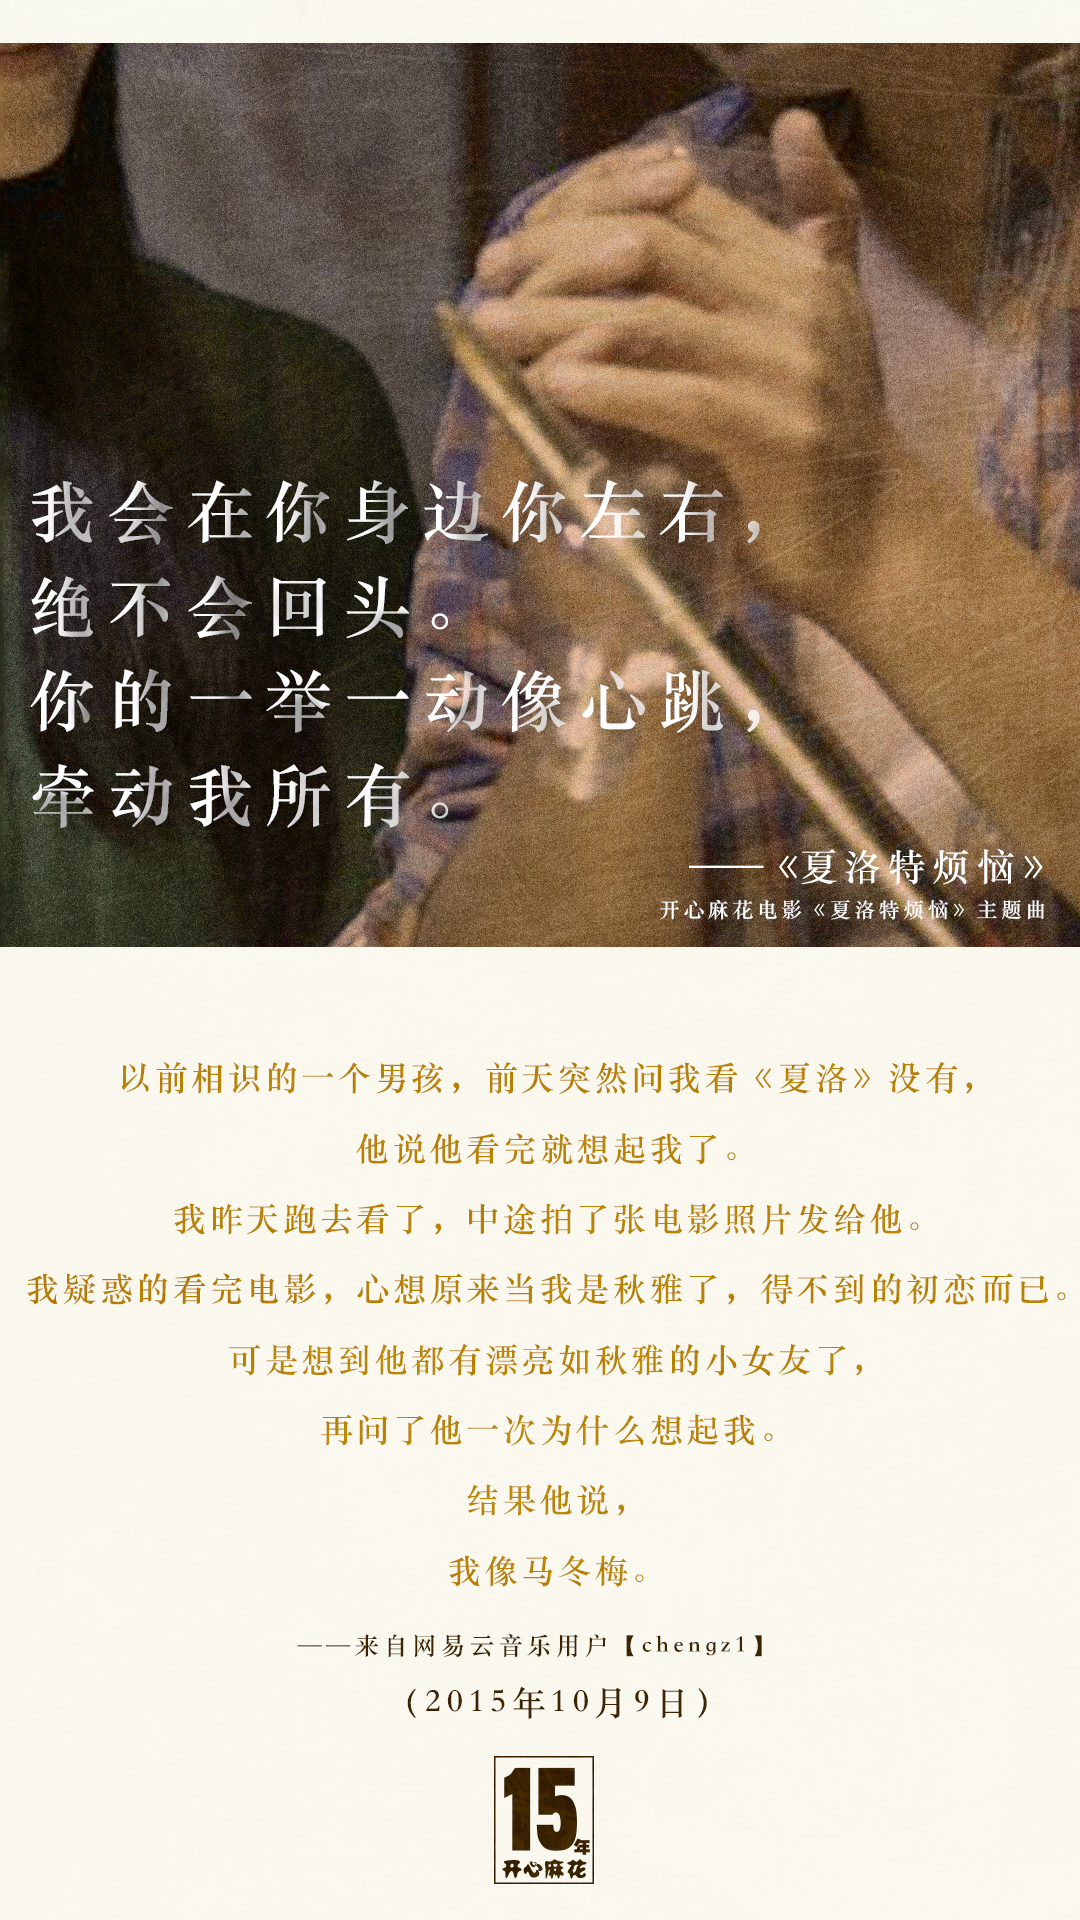 我会在你身边你左右，
绝不会回头。
你的一举一动像心跳，
牵动我所有。
——《夏洛特烦恼》
开心麻花电影《夏洛特烦恼》主题曲
以前相识的一个男孩，前天突然问我看《夏洛》没有，
他说他看完就想起我了。
我昨天跑去看了，中途拍了张电影照片发给他。
我疑惑的看完电影，心想原来当我是秋雅了，得不到的初恋而已。
可是想到他都有漂亮如秋雅的小女友了，
再问了他一次为什么想起我。
结果他说，
我像马冬梅。
——来自网易云音乐用户【chengz1】
(2015年10月9日)
15年
开心麻花